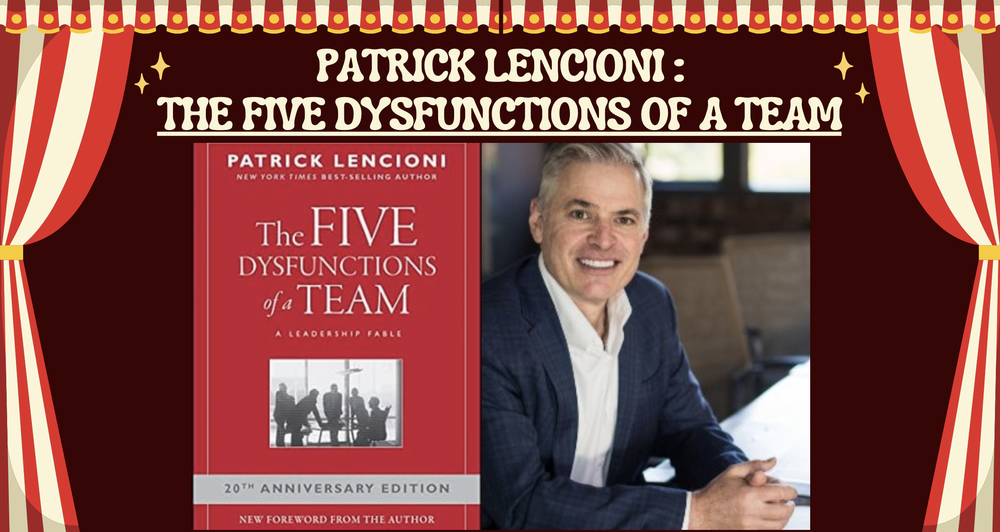 PATRICK LENCIONI :
THE FIVE DYSFUNCTIONS OF A TEAM
PATRICK LENCIONI
NEW YORK TIMES BEST-SELLING AUTHOR
The FIVE
DYSFUNCTIONS
of a TEAM
A LEADERSHIP FABLE
20TH ANNIVERSARY EDITION
NEW FOREWORD FROM THE AUTHOR